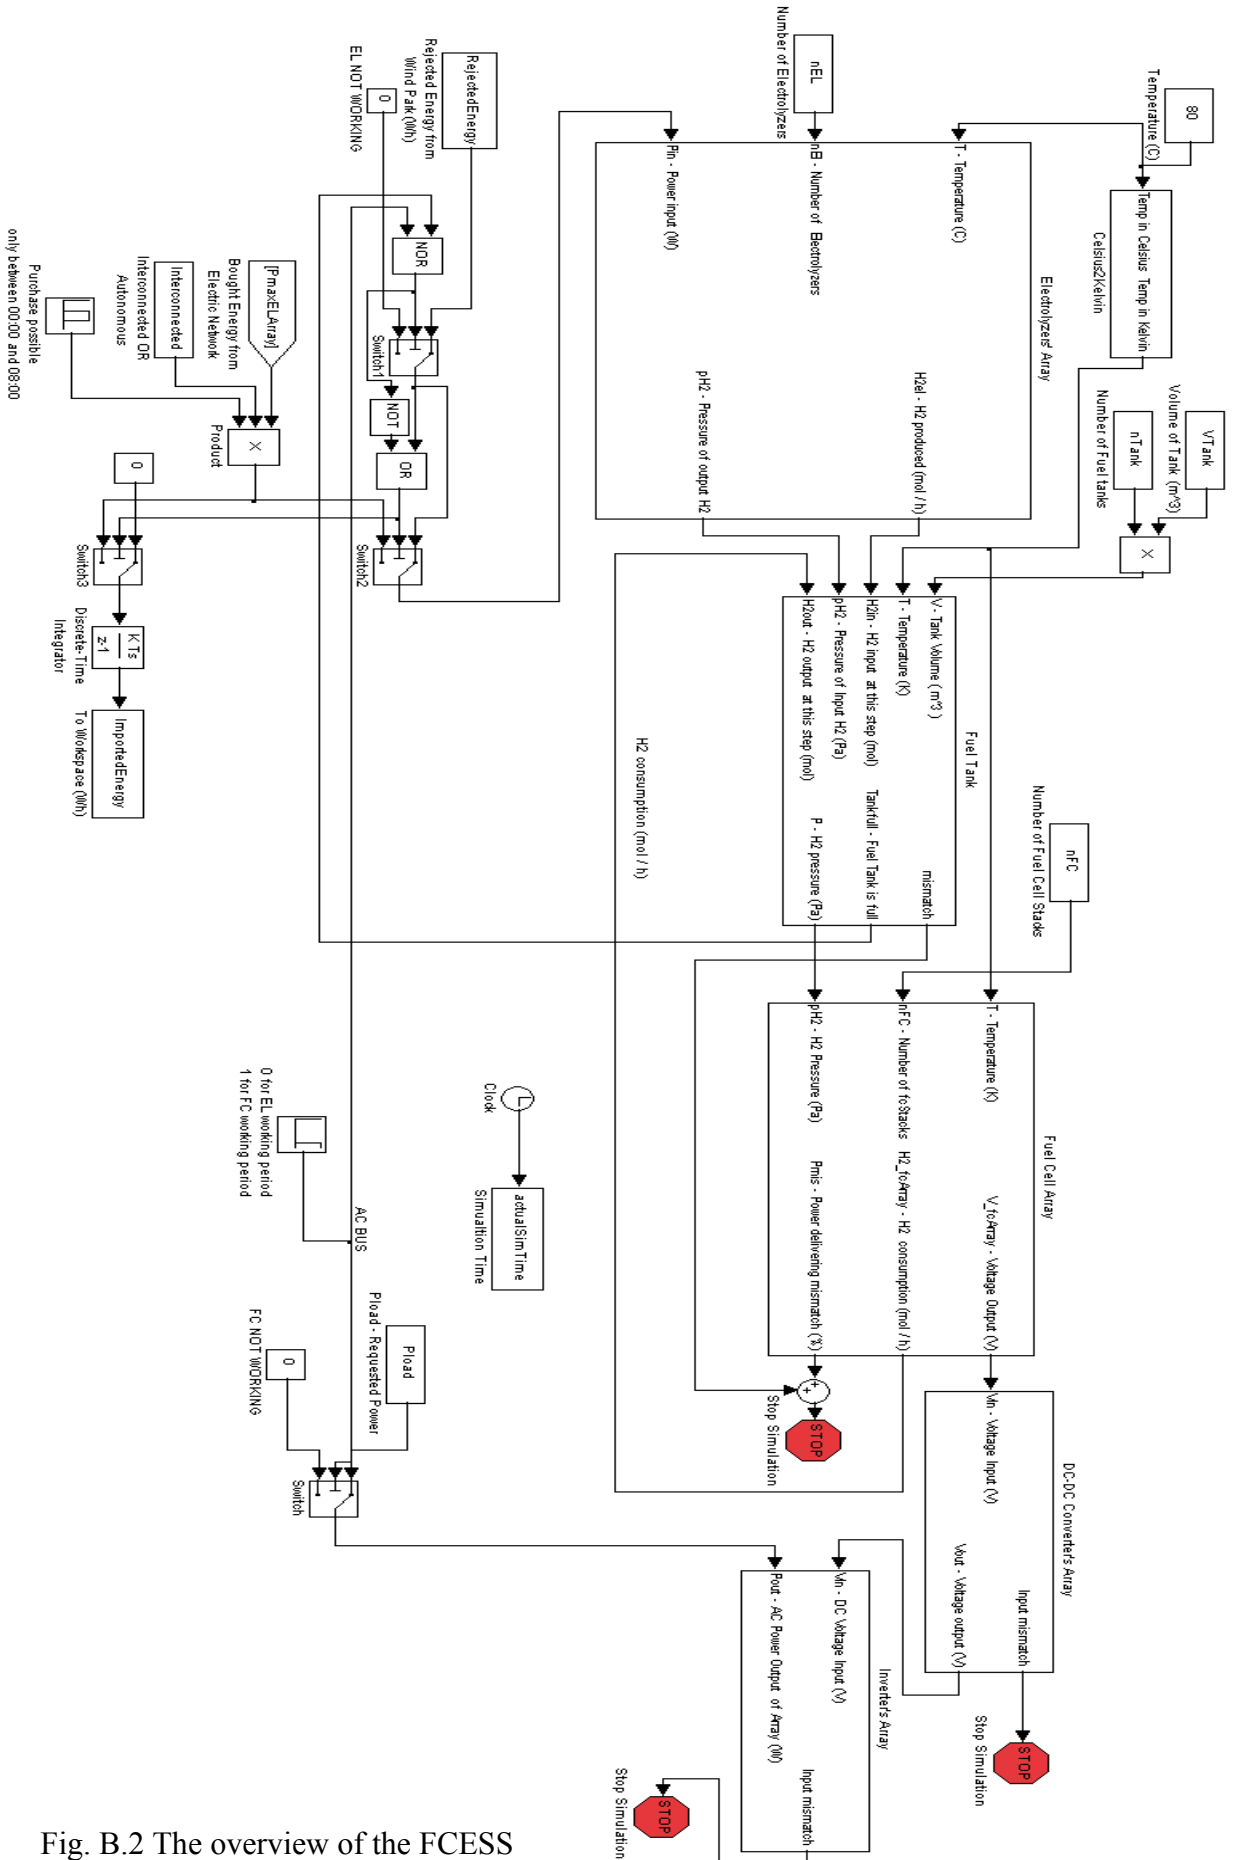 80
Temperature (C)
Temp in Celsius Temp in Kelvin
Celsius2Kelvin
VTank
Volume of Tank (m^3)
nTank
Number of Fuel tanks
X
nEL
Number of Electrolyzers
Electrolyzers' Array
T - Temperature (C)
nB - Number of Electrolyzers
Pin - Power input (W)
H2el - H2 produced (mol / h)
pH2 - Pressure of output H2
Fuel Tank
V - Tank Volume ( m^3 )
T - Temperature (K)
H2in - H2 input at this step (mol)
pH2 - Pressure of Input H2 (Pa)
H2out - H2 output at this step (mol)
mismatch
Tankfull - Fuel Tank is full
P - H2 pressure (Pa)
H2 consumption (mol / h)
nFC
Number of Fuel Cell Stacks
Fuel Cell Array
T - Temperature (K)
nFC - Number of fcStacks
pH2 - H2 Pressure (Pa)
V_fcArray - Voltage Output (V)
H2_fcArray - H2 consumption (mol / h)
Pmis - Power delivering mismatch (%)
+
+
STOP
Stop Simulation
DC-DC Converter's Array
Vin - Voltage Input (V)
Input mismatch
Vout - Voltage output (V)
STOP
Stop Simulation
Inverter's Array
Vin - DC Voltage Input (V)
Pout - AC Power Output of Array (W)
Input mismatch
STOP
Stop Simulation
RejectedEnergy
Rejected Energy from
Wind Park (Wh)
0
EL NOT WORKING
NOR
Switch1
NOT
OR
Switch2
[PmaxELArray]
Bought Energy from
Electric Network
Interconnected
Interconnected OR
Autonomous
Purchase possible
only between 00:00 and 08:00
X
Product
0
Switch3
K Ts
z-1
Discrete-Time
Integrator
ImportedEnergy
To Workspace (Wh)
Clock
actualSimTime
Simualtion Time
AC BUS
0 for EL working period
1 for FC working period
Pload
Pload - Requested Power
0
FC NOT WORKING
Switch
Fig. B.2 The overview of the FCESS